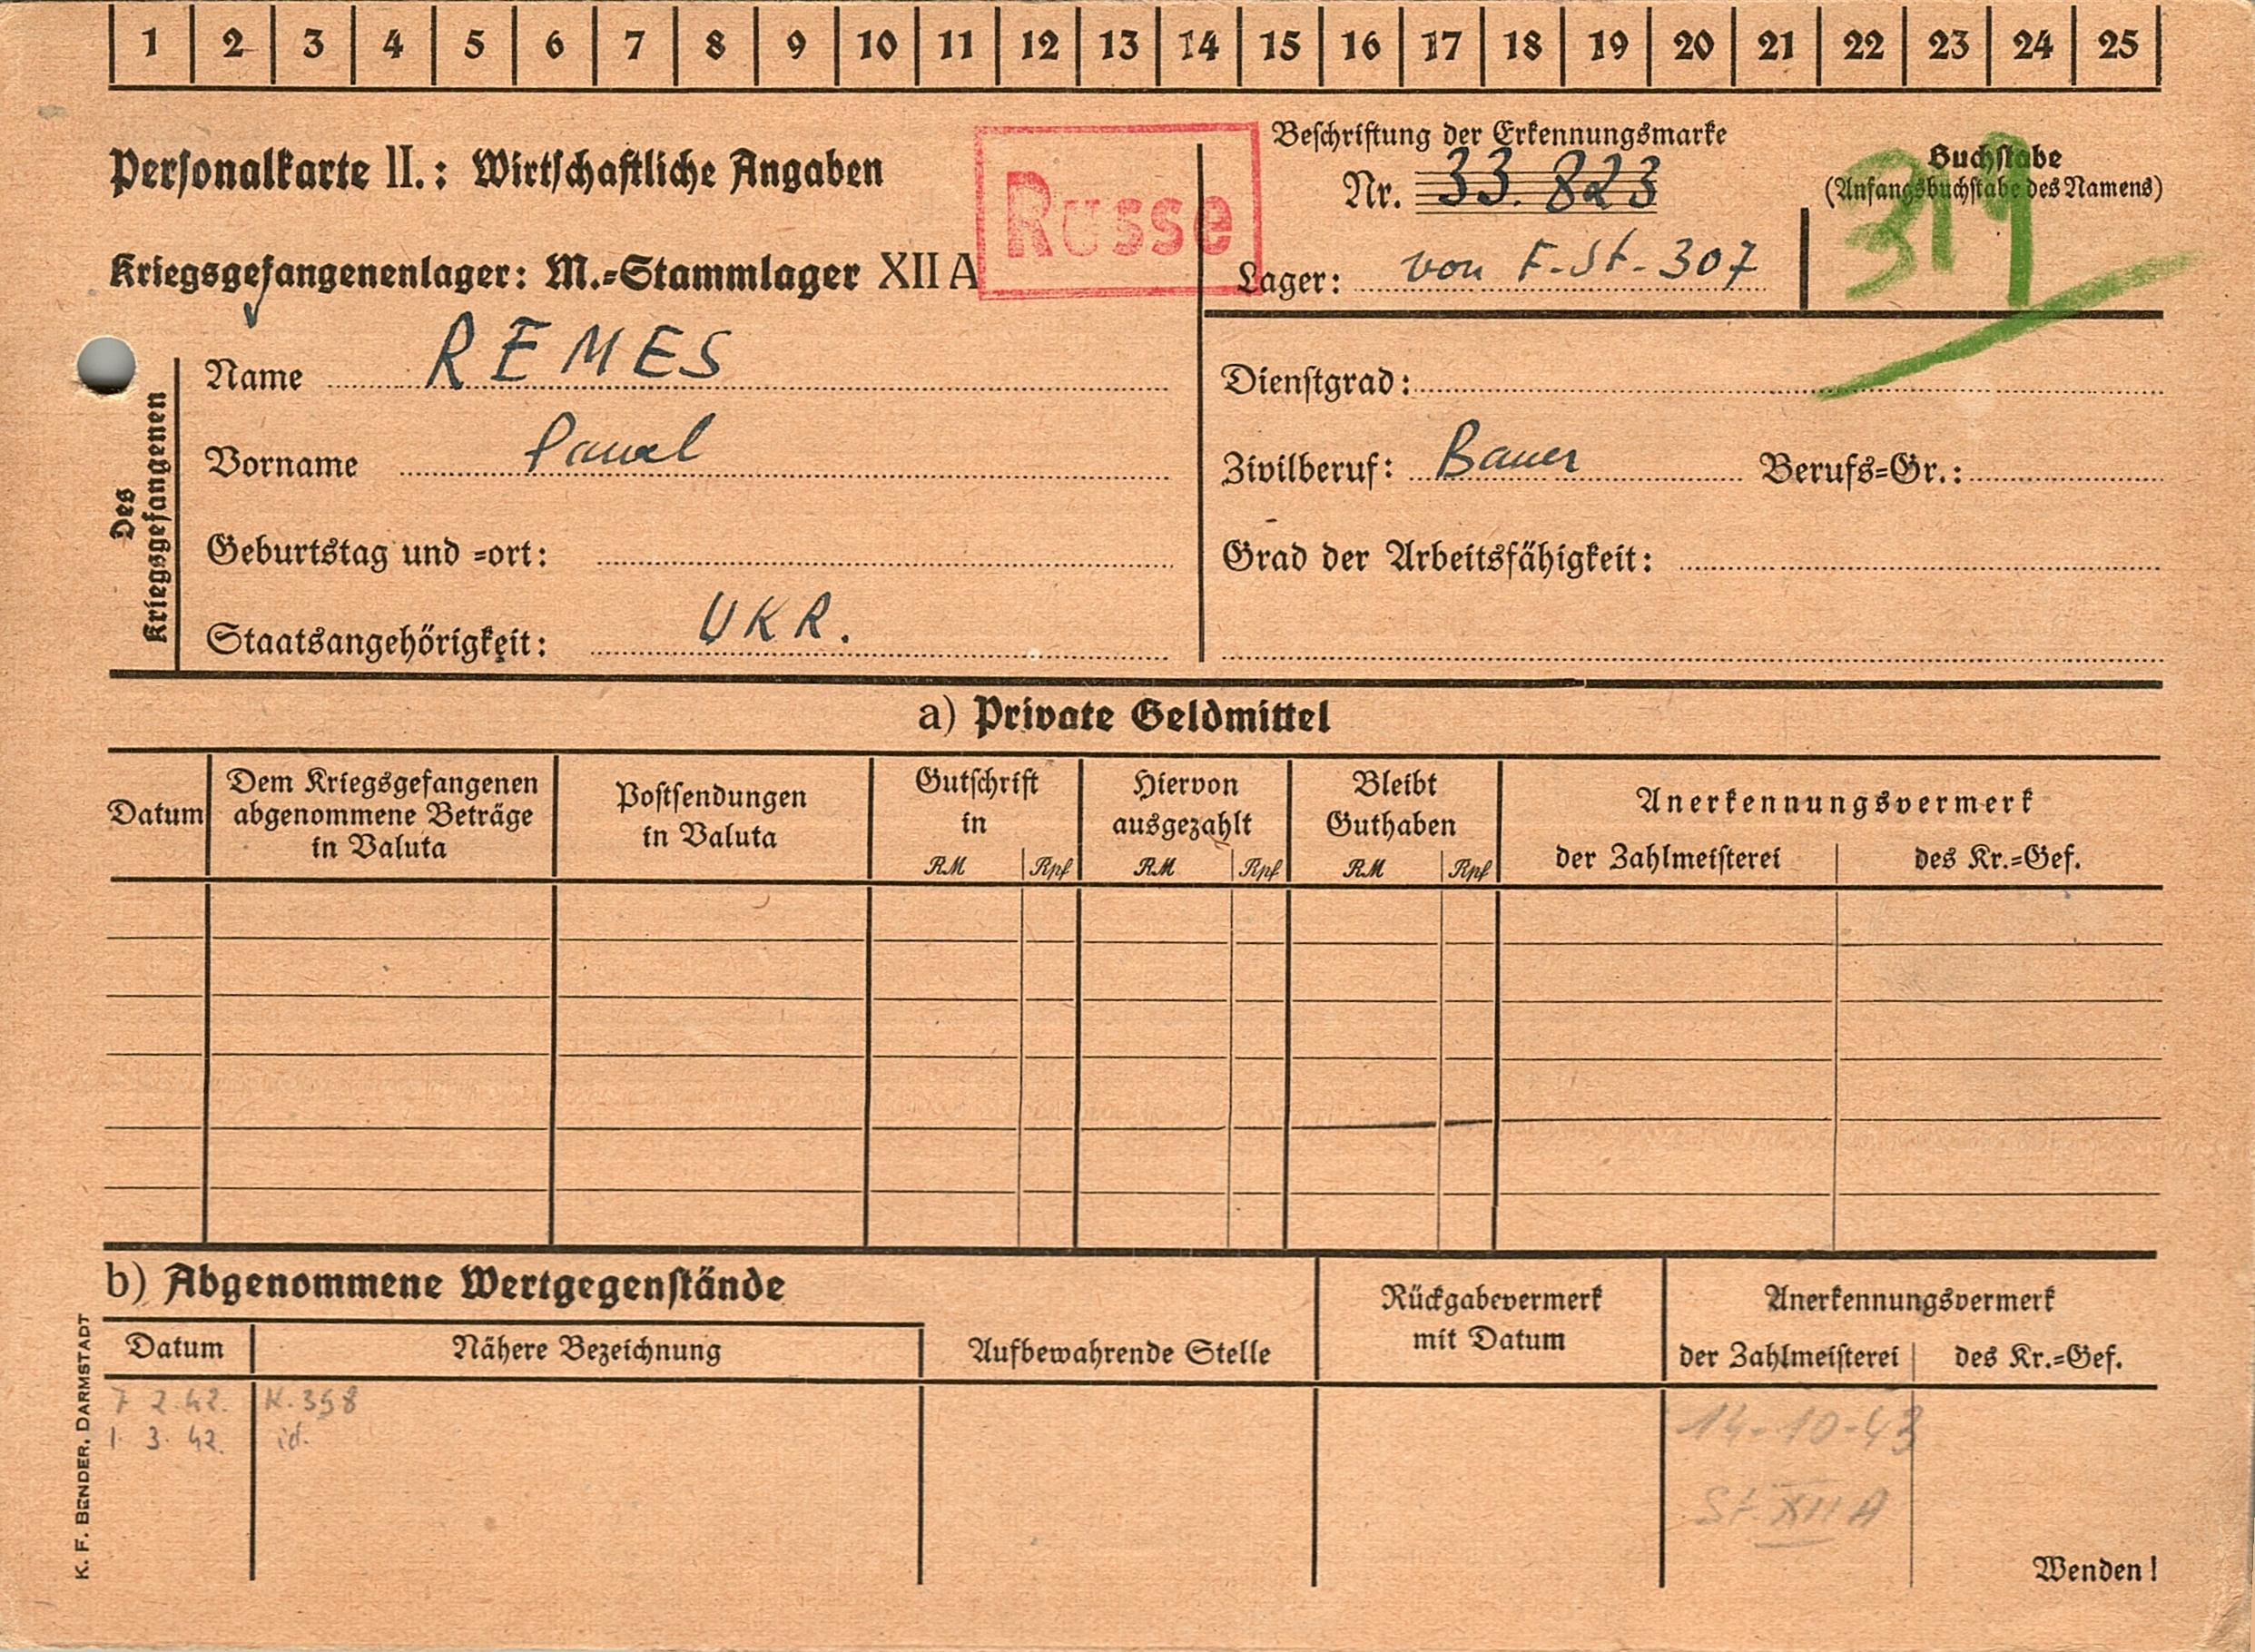 1 2 3 4 5 6 7 8 9 10 11 12 13 14 15 16 17 18 19 20 21 22 23 24 25
Personalkarte II.: Wirtschaftliche Angaben
Kriegsgefangenenlager: M.-Stammlager XII A
Russe
Beschriftung der Erkennungsmarke
Nr. 33.823
Lager: von F-St-307
Buchstabe
(Anfangsbuchstabe des Namens)
319
Des Kriegsgefangenen
Name REMES
Vorname Pawel
Geburtstag und =ort:
Staatsangehörigkeit: UKR.
Dienstgrad:
Zivilberuf: Bauer Berufs=Gr.:
Grad der Arbeitsfähigkeit:
a) Private Geldmittel
Datum
Dem Kriegsgefangenen
abgenommene Beträge
in Valuta
Postsendungen
in Valuta
Gutschrift
in
RM Rpf
Hiervon
ausgezahlt
RM Rpf
Bleibt
Guthaben
RM Rpf
Anerkennungsvermerk
der Zahlmeisterei des Kr.=Gef.
b) Abgenommene Wertgegenstände
Datum Nähere Bezeichnung
Aufbewahrende Stelle
Rückgabevermerk
mit Datum
Anerkennungsvermerk
der Zahlmeisterei des Kr.=Gef.
7 2.42. K.358
1. 3. 42. id.
14-10-43
St. XII A
Wenden!
K. F. BENDER, DARMSTADT